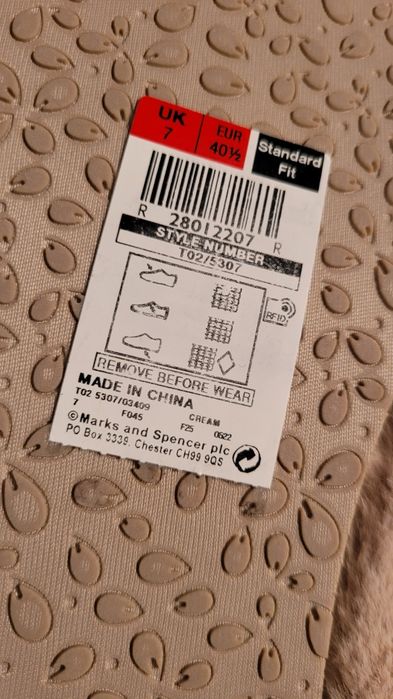 UK
7
EUR
40½
Standard
Fit
R 28012207 R
STYLE NUMBER
T02/5307
RFID
REMOVE BEFORE WEAR
MADE IN CHINA
T02 5307/03409 CREAM
7 F045 F25 0622
©Marks and Spencer plc
PO Box 3339, Chester CH99 9QS